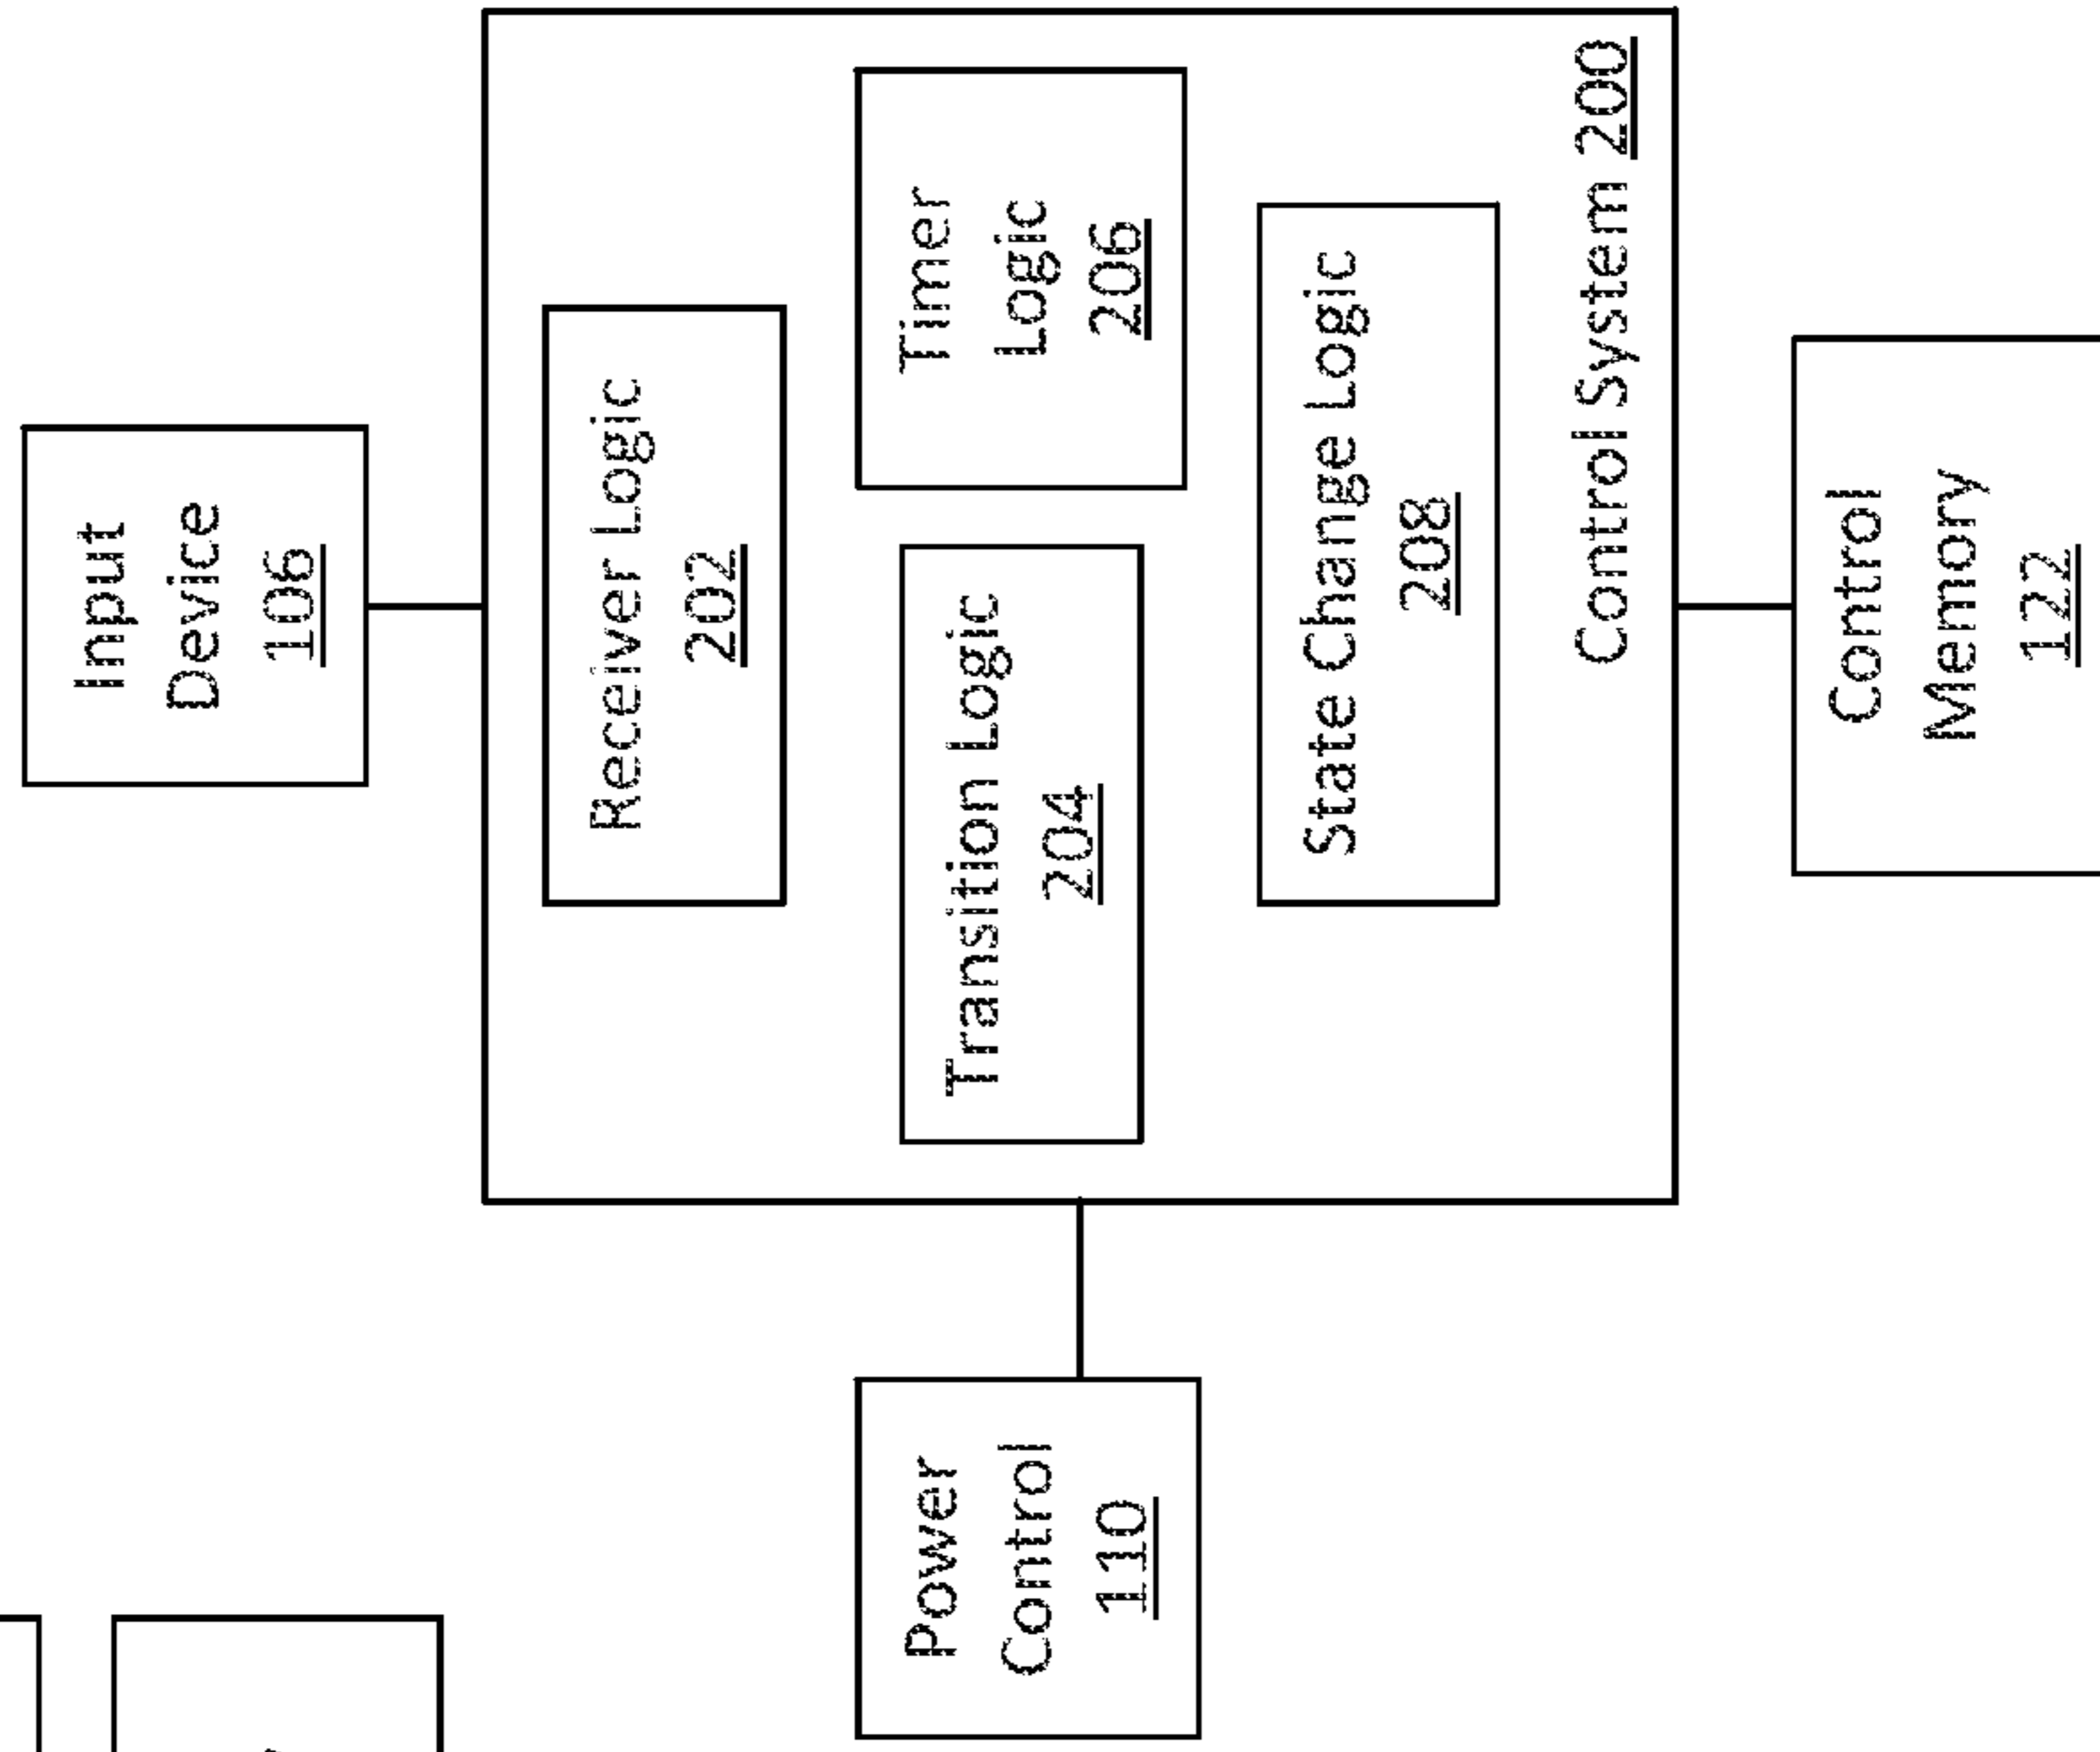 Input
Device
106
Receiver Logic
202
Transition Logic
204
Timer
Logic
206
State Change Logic
208
Control System 200
Power
Control
110
Control
Memory
122